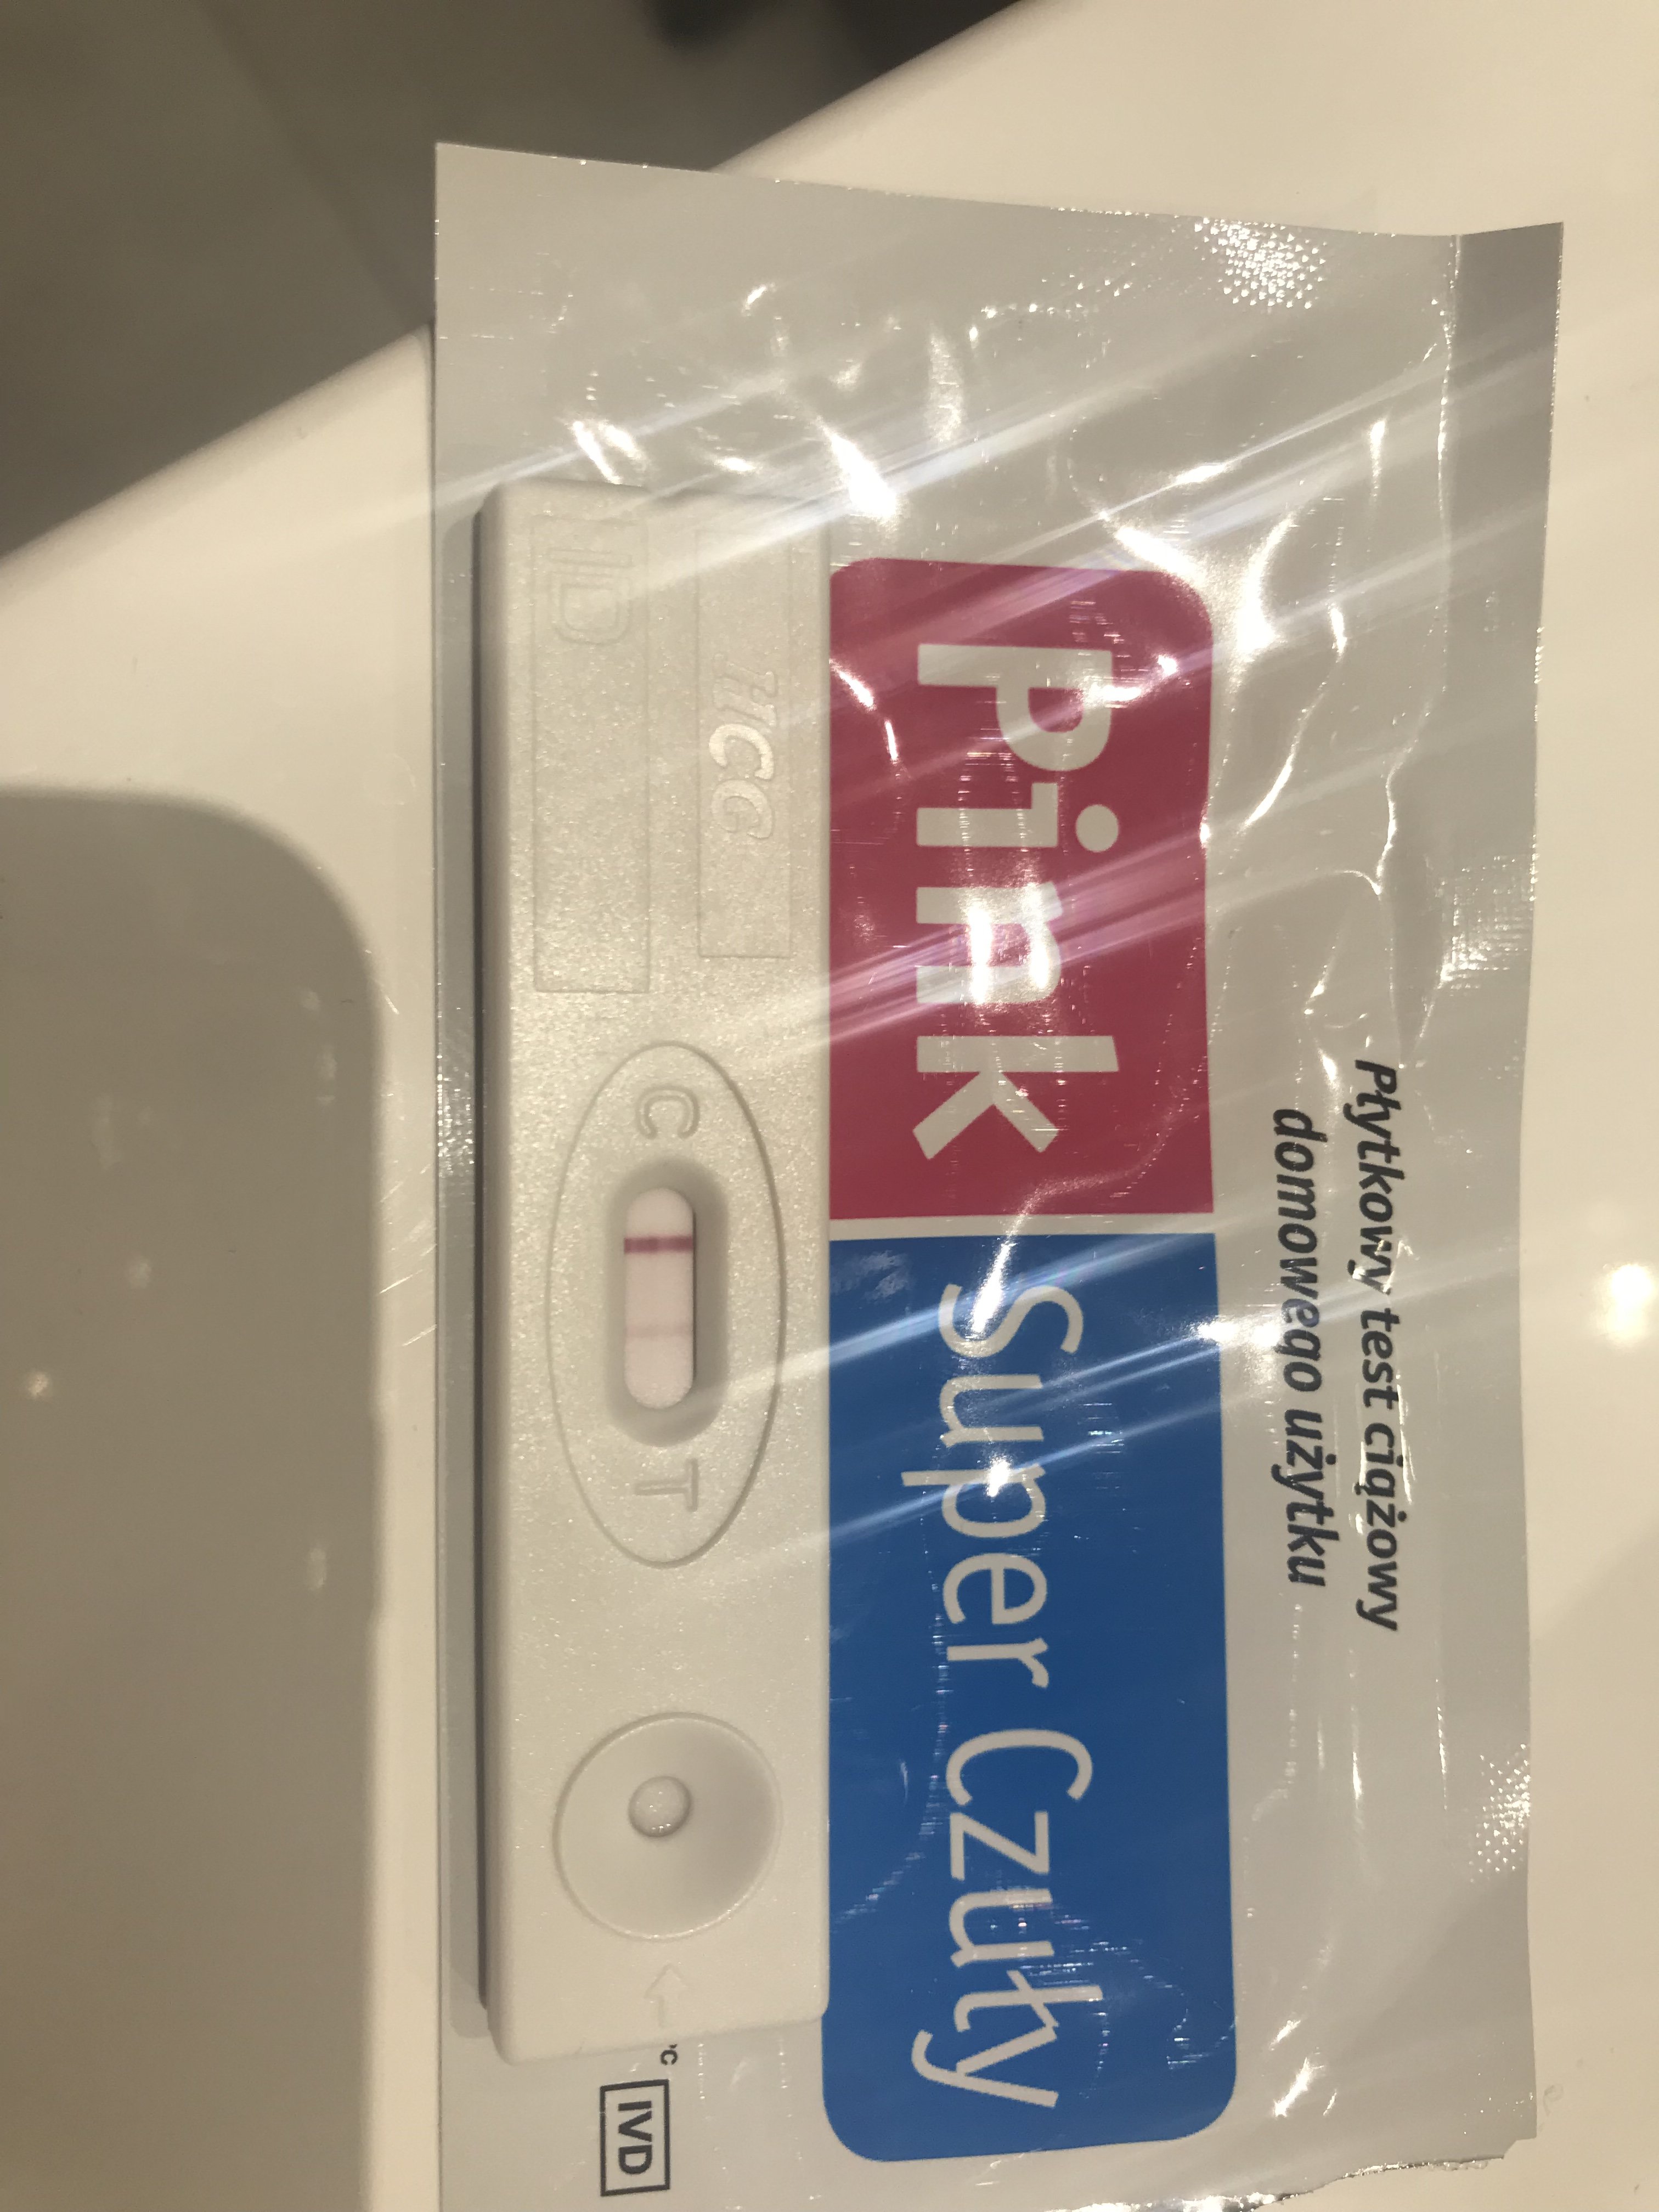 Płytkowy test ciążowy
domowego użytku
Pink Super Czuły
HCG
C T
IVD